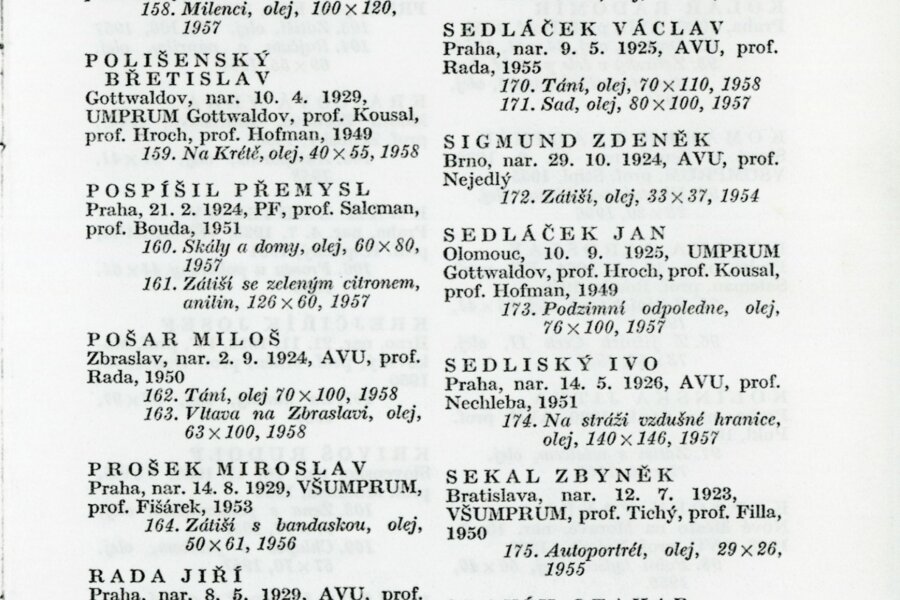 158. Milenci, olej, 100×120,
1957
POLIŠENSKÝ
BŘETISLAV
Gottwaldov, nar. 10. 4. 1929,
UMPRUM Gottwaldov, prof. Kousal,
prof. Hroch, prof. Hofman, 1949
159. Na Krétě, olej, 40×55, 1958
POSPÍŠIL PŘEMYSL
Praha, 21. 2. 1924, PF, prof. Salcman,
prof. Bouda, 1951
160. Skály a domy, olej, 60×80,
1957
161. Zátiší se zeleným citronem,
anilin, 126×60, 1957
POŠAR MILOŠ
Zbraslav, nar. 2. 9. 1924, AVU, prof.
Rada, 1950
162. Tání, olej 70×100, 1958
163. Vltava na Zbraslavi, olej,
63×100, 1958
PROŠEK MIROSLAV
Praha, nar. 14. 8. 1929, VŠUMPRUM,
prof. Fišárek, 1953
164. Zátiší s bandaskou, olej,
50×61, 1956
RADA JIŘÍ
Praha, nar. 8. 5. 1929, AVU, prof.
SEDLÁČEK VÁCLAV
Praha, nar. 9. 5. 1925, AVU, prof.
Rada, 1955
170. Tání, olej, 70×110, 1958
171. Sad, olej, 80×100, 1957
SIGMUND ZDENĚK
Brno, nar. 29. 10. 1924, AVU, prof.
Nejedlý
172. Zátiší, olej, 33×37, 1954
SEDLÁČEK JAN
Olomouc, 10. 9. 1925, UMPRUM
Gottwaldov, prof. Hroch, prof. Kousal,
prof. Hofman, 1949
173. Podzimní odpoledne, olej,
76×100, 1957
SEDLISKÝ IVO
Praha, nar. 14. 5. 1926, AVU, prof.
Nechleba, 1951
174. Na stráži vzdušné hranice,
olej, 140×146, 1957
SEKAL ZBYNĚK
Bratislava, nar. 12. 7. 1923,
VŠUMPRUM, prof. Tichý, prof. Filla,
1950
175. Autoportrét, olej, 29×26,
1955